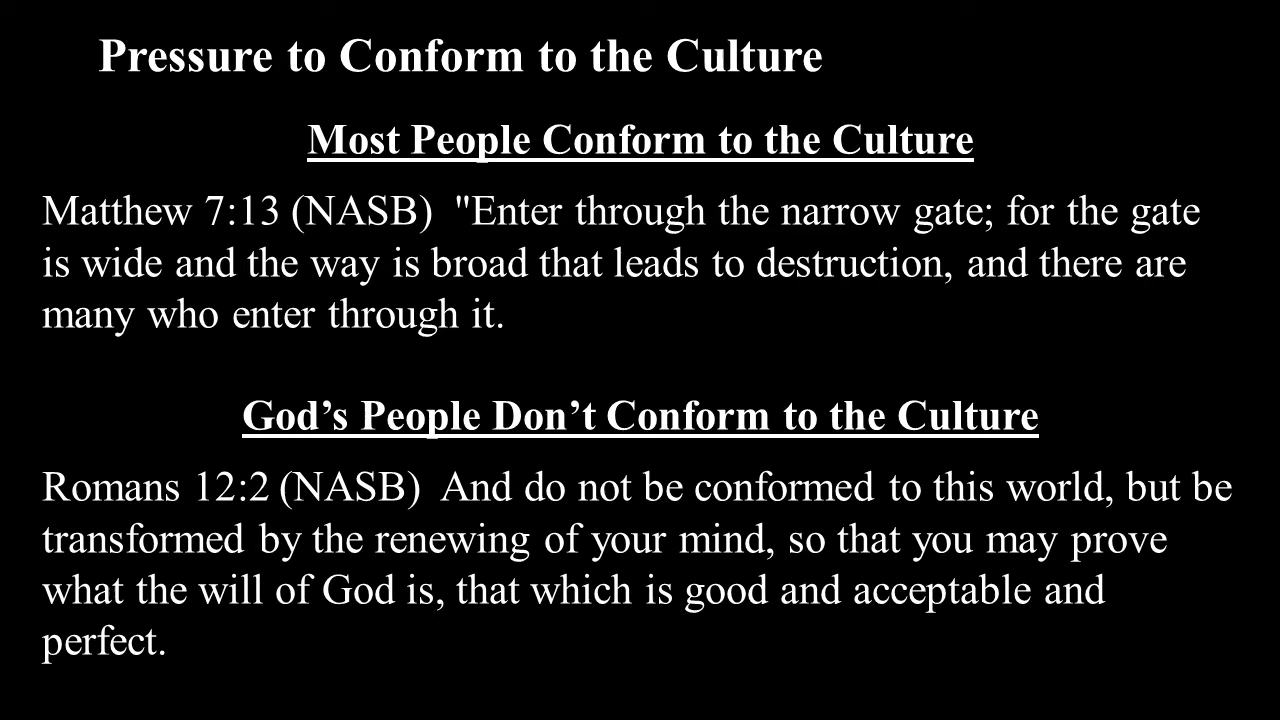 Pressure to Conform to the Culture
Most People Conform to the Culture
Matthew 7:13 (NASB)  "Enter through the narrow gate; for the gate
is wide and the way is broad that leads to destruction, and there are
many who enter through it.
God’s People Don’t Conform to the Culture
Romans 12:2 (NASB)  And do not be conformed to this world, but be
transformed by the renewing of your mind, so that you may prove
what the will of God is, that which is good and acceptable and
perfect.